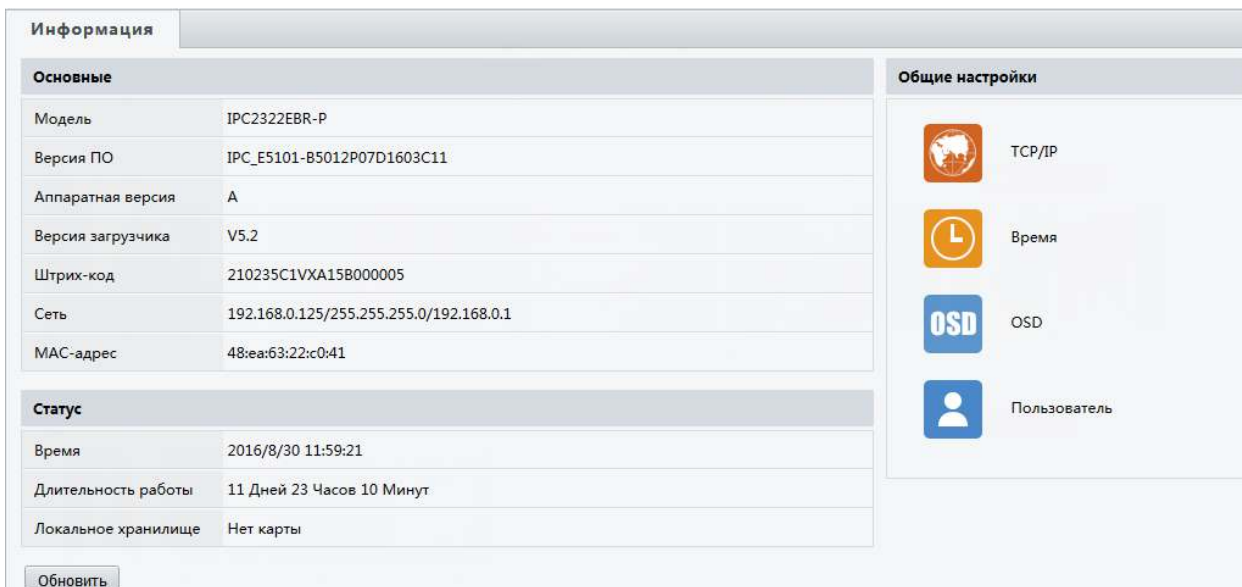 Информация
Основные
Модель IPC2322EBR-P
Версия ПО IPC_E5101-B5012P07D1603C11
Аппаратная версия A
Версия загрузчика V5.2
Штрих-код 210235C1VXA15B000005
Сеть 192.168.0.125/255.255.255.0/192.168.0.1
MAC-адрес 48:ea:63:22:c0:41
Статус
Время 2016/8/30 11:59:21
Длительность работы 11 Дней 23 Часов 10 Минут
Локальное хранилище Нет карты
Обновить
Общие настройки
TCP/IP
Время
OSD OSD
Пользователь